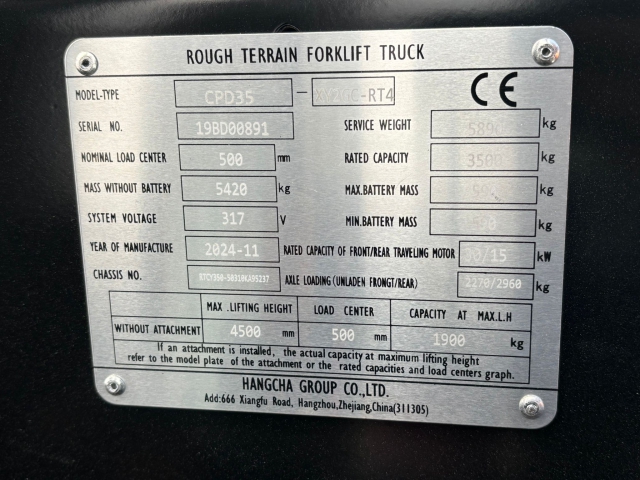 ROUGH TERRAIN FORKLIFT TRUCK
MODEL-TYPE CPD35 - -RT4 CE
SERIAL NO. 19BD00891 SERVICE WEIGHT kg
NOMINAL LOAD CENTER 500 mm RATED CAPACITY 3500 kg
MASS WITHOUT BATTERY 5420 kg MAX.BATTERY MASS kg
SYSTEM VOLTAGE 317 V MIN.BATTERY MASS kg
YEAR OF MANUFACTURE 2024-11 RATED CAPACITY OF FRONT/REAR TRAVELING MOTOR /15 kW
CHASSIS NO. AXLE LOADING (UNLADEN FRONGT/REAR) 2270/2960 kg
MAX .LIFTING HEIGHT LOAD CENTER CAPACITY AT MAX.L.H
WITHOUT ATTACHMENT 4500 mm 500 mm 1900 kg
If an attachment is installed, the actual capacity at maximum lifting height
refer to the model plate of the attachment or the rated capacities and load centers graph.
HANGCHA GROUP CO.,LTD.
Add:666 Xiangfu Road, Hangzhou,Zhejiang,China(311305)